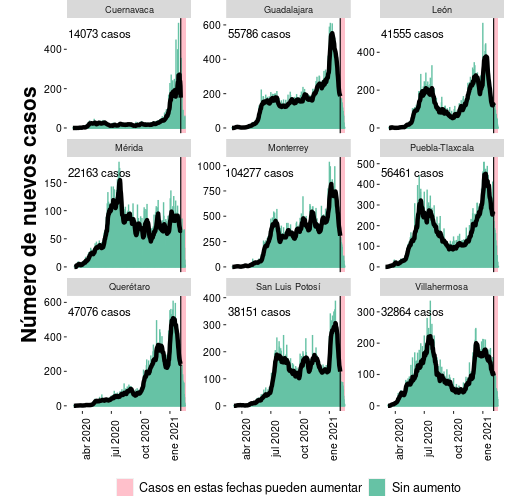 Número de nuevos casos
Cuernavaca
14073 casos
400
200
0
Guadalajara
55786 casos
600
400
200
0
León
41555 casos
400
200
0
Mérida
22163 casos
150
100
50
0
Monterrey
104277 casos
1000
750
500
250
0
Puebla-Tlaxcala
56461 casos
500
400
300
200
100
0
Querétaro
47076 casos
600
400
200
0
San Luis Potosí
38151 casos
400
300
200
100
0
Villahermosa
32864 casos
300
200
100
0
abr 2020
jul 2020
oct 2020
ene 2021
abr 2020
jul 2020
oct 2020
ene 2021
abr 2020
jul 2020
oct 2020
ene 2021
Casos en estas fechas pueden aumentar
Sin aumento